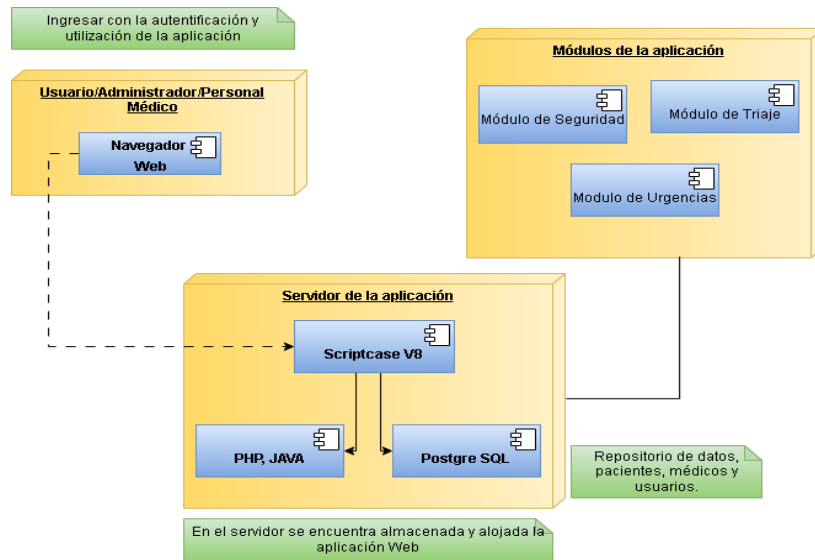 Ingresar con la autentificación y
utilización de la aplicación
Usuario/Administrador/Personal
Médico
Navegador
Web
Módulos de la aplicación
Módulo de Seguridad
Módulo de Triaje
Modulo de Urgencias
Servidor de la aplicación
Scriptcase V8
PHP, JAVA
Postgre SQL
Repositorio de datos,
pacientes, médicos y
usuarios.
En el servidor se encuentra almacenada y alojada la
aplicación Web